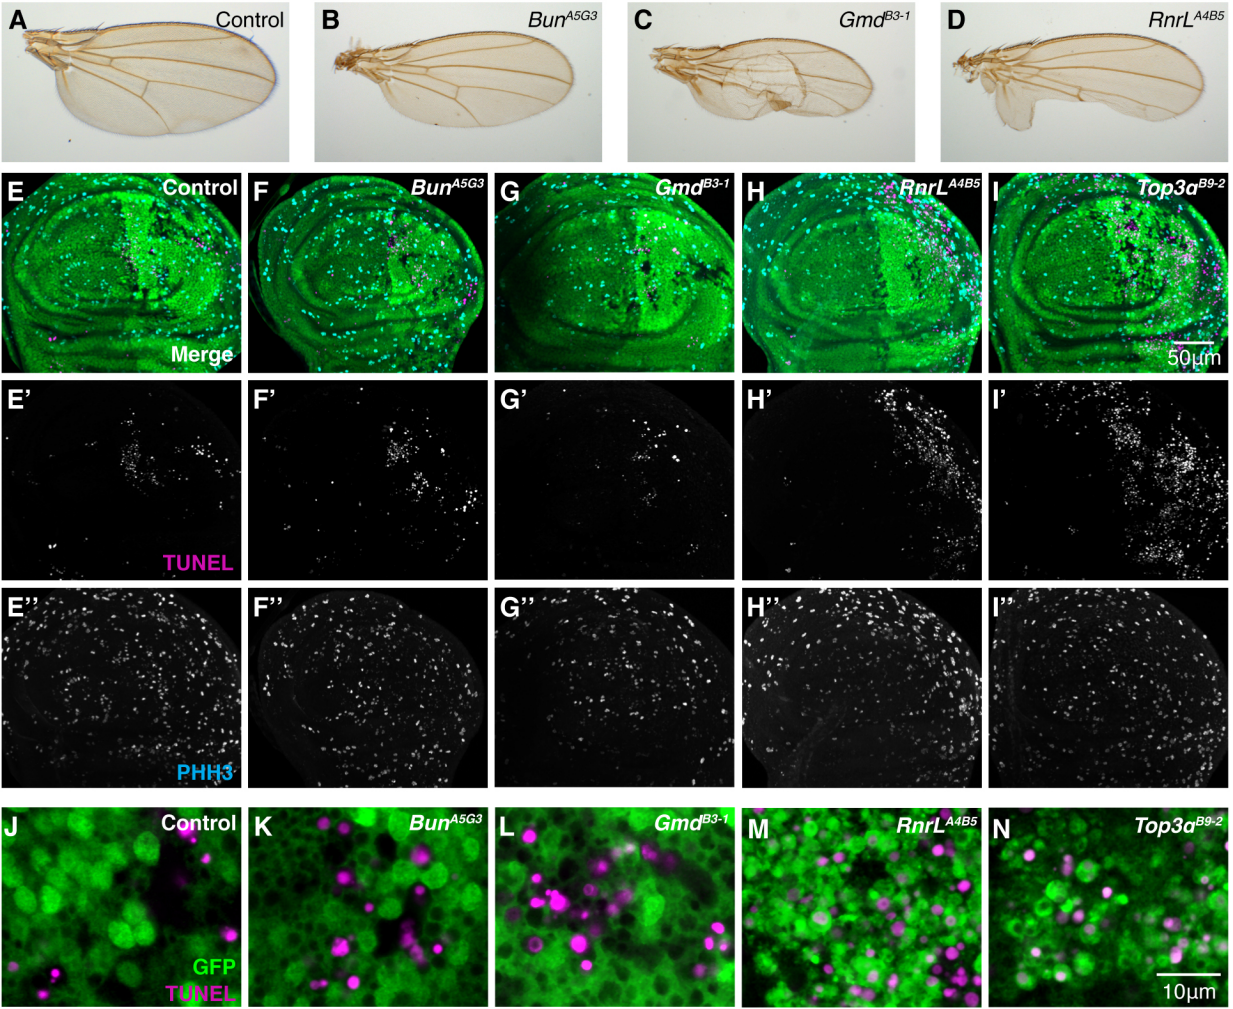 A Control
B Bun^A5G3
C Gmd^B3-1
D RnrL^A4B5
E Control
Merge
F Bun^A5G3
G Gmd^B3-1
H RnrL^A4B5
I Top3α^B9-2
50μm
E’
TUNEL
F’
G’
H’
I’
E’’
PHH3
F’’
G’’
H’’
I’’
J Control
GFP
TUNEL
K Bun^A5G3
L Gmd^B3-1
M RnrL^A4B5
N Top3α^B9-2
10μm